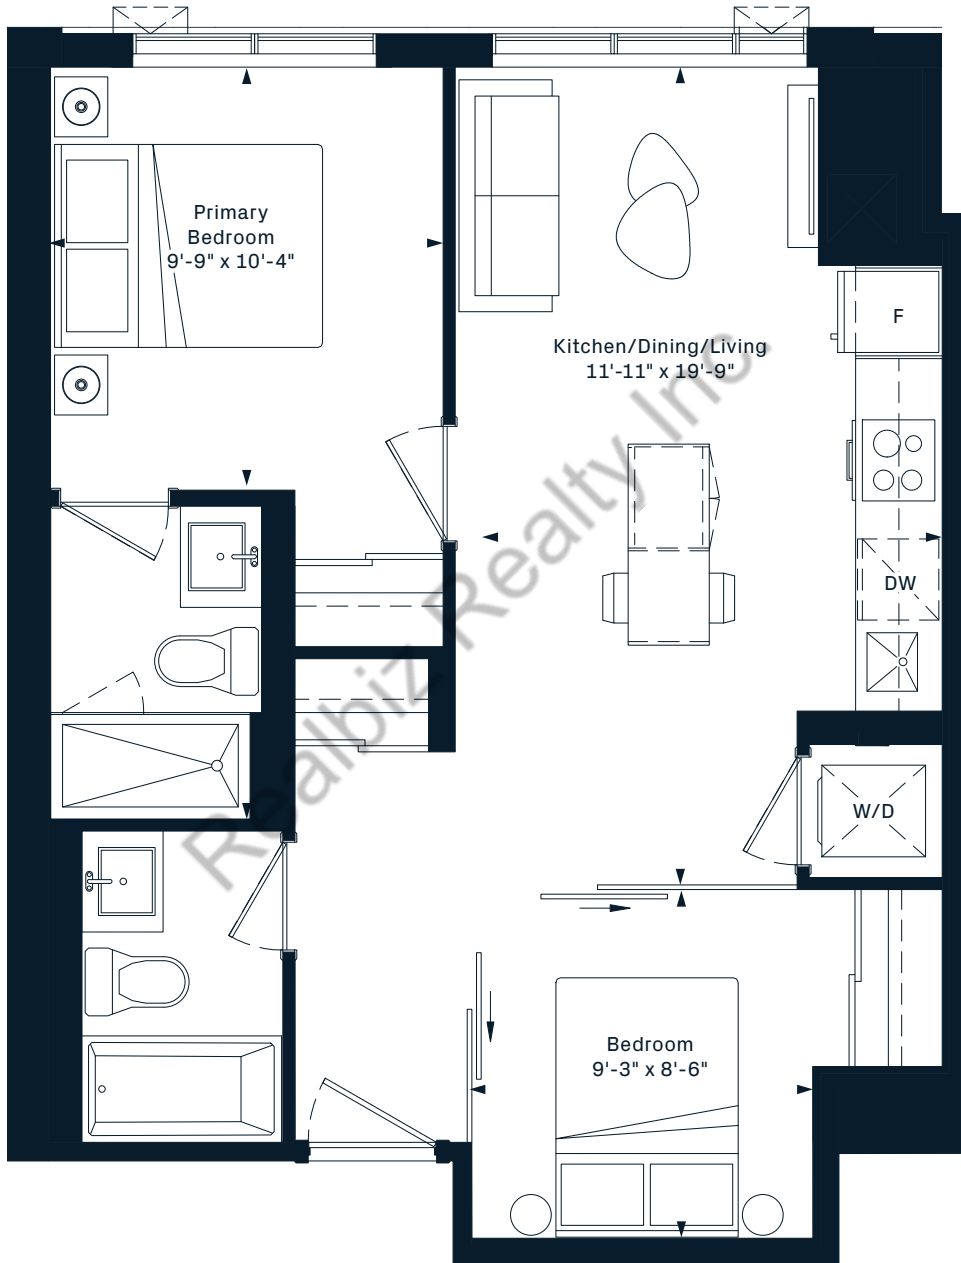 Primary
Bedroom
9'-9" x 10'-4"
Kitchen/Dining/Living
11'-11" x 19'-9"
F
DW
W/D
Bedroom
9'-3" x 8'-6"
Realbiz Realty Inc.